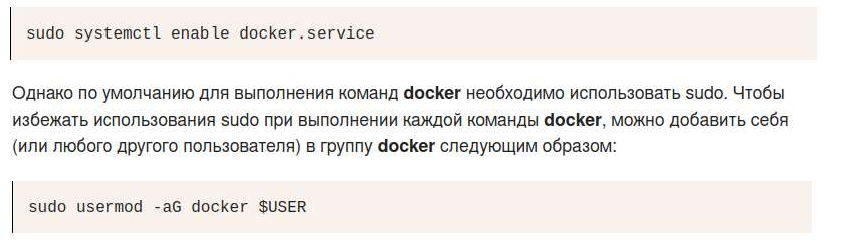 sudo systemctl enable docker.service
Однако по умолчанию для выполнения команд docker необходимо использовать sudo. Чтобы
избежать использования sudo при выполнении каждой команды docker, можно добавить себя
(или любого другого пользователя) в группу docker следующим образом:
sudo usermod -aG docker $USER